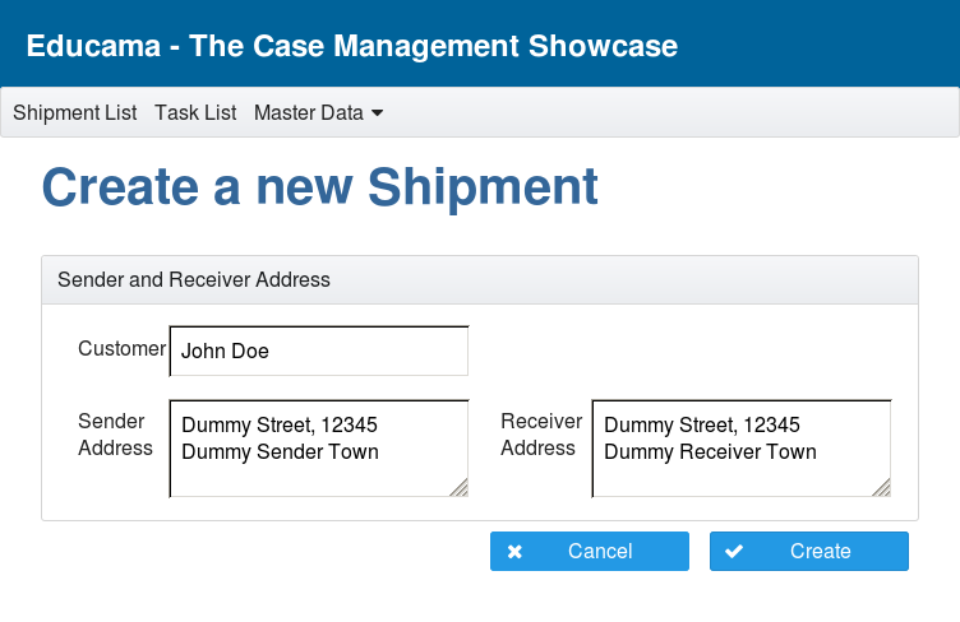 Educama - The Case Management Showcase
Shipment List Task List Master Data
Create a new Shipment
Sender and Receiver Address
Customer John Doe
Sender Address
Dummy Street, 12345
Dummy Sender Town
Receiver Address
Dummy Street, 12345
Dummy Receiver Town
Cancel Create